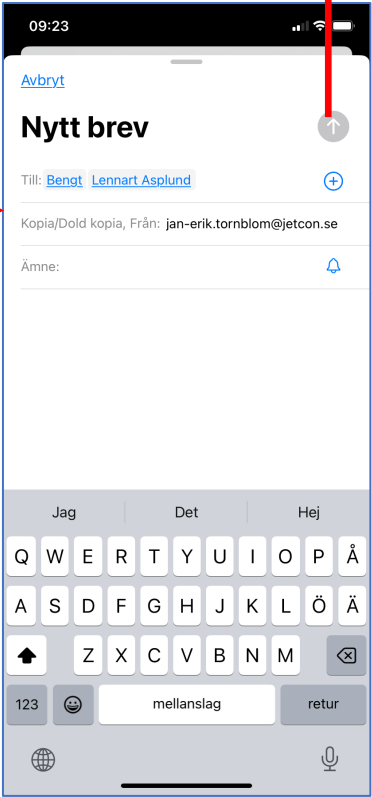 09:23
Avbryt
Nytt brev
Till: Bengt Lennart Asplund
Kopia/Dold kopia, Från: jan-erik.tornblom@jetcon.se
Ämne:
Jag Det Hej
Q W E R T Y U I O P Å
A S D F G H J K L Ö Ä
Z X C V B N M
123 mellanslag retur